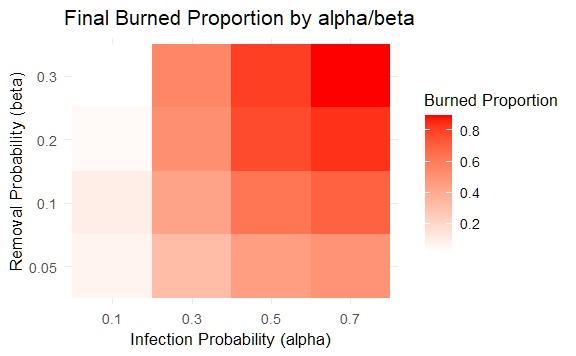 Final Burned Proportion by alpha/beta
Removal Probability (beta)
0.3
0.2
0.1
0.05
0.1 0.3 0.5 0.7
Infection Probability (alpha)
Burned Proportion
0.8
0.6
0.4
0.2